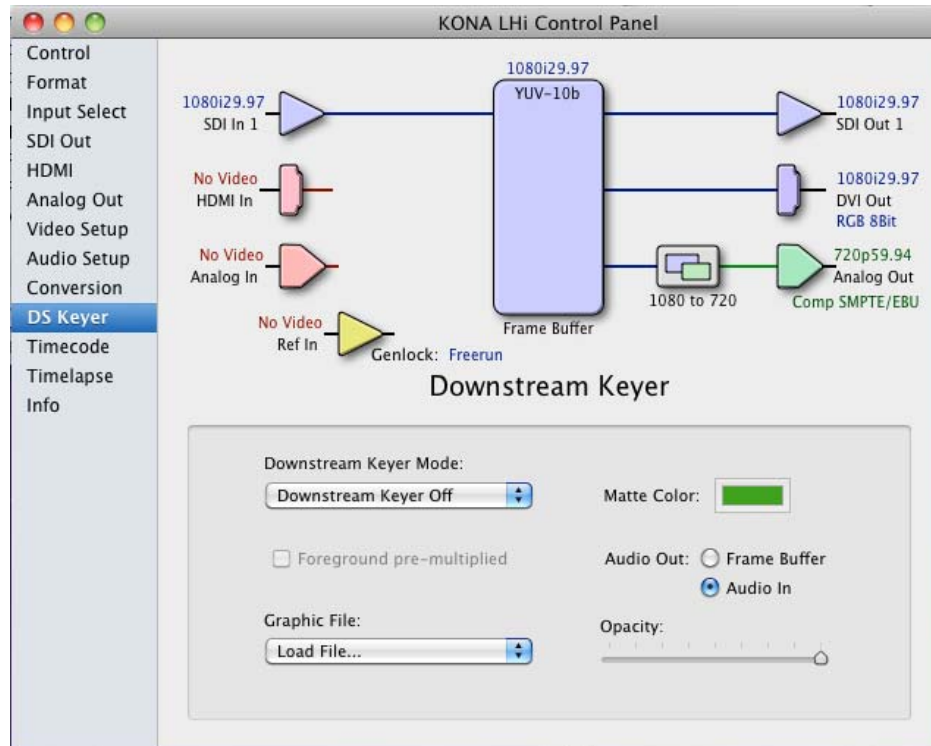 KONA LHi Control Panel
Control
Format
Input Select
SDI Out
HDMI
Analog Out
Video Setup
Audio Setup
Conversion
DS Keyer
Timecode
Timelapse
Info
1080i29.97
YUV-10b
Frame Buffer
1080i29.97
SDI In 1
No Video
HDMI In
No Video
Analog In
No Video
Ref In
Genlock: Freerun
1080i29.97
SDI Out 1
1080i29.97
DVI Out
RGB 8Bit
1080 to 720
720p59.94
Analog Out
Comp SMPTE/EBU
Downstream Keyer
Downstream Keyer Mode:
Downstream Keyer Off
Matte Color:
Foreground pre-multiplied
Audio Out: Frame Buffer
Audio In
Graphic File:
Load File...
Opacity: